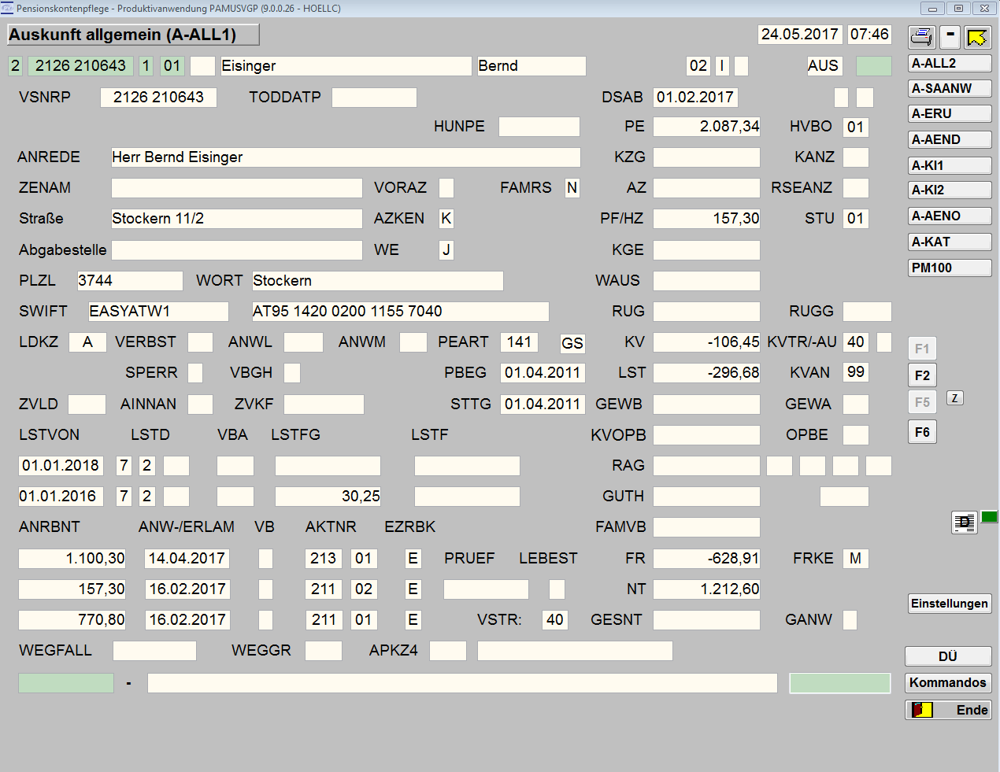 Pensionskontenpflege - Produktivanwendung PAMUSVGP (9.0.0.26 - HOELLC)
Auskunft allgemein (A-ALL1) 24.05.2017 07:46 -
2 2126 210643 1 01 Eisinger Bernd 02 I AUS A-ALL2
VSNRP 2126 210643 TODDATP DSAB 01.02.2017 A-SAANW
HUNPE PE 2.087,34 HVBO 01 A-ERU
ANREDE Herr Bernd Eisinger KZG KANZ A-AEND
ZENAM VORAZ FAMRS N AZ RSEANZ A-KI1
A-KI2
Straße Stockern 11/2 AZKEN K PF/HZ 157,30 STU 01 A-AENO
Abgabestelle WE J KGE A-KAT
PLZL 3744 WORT Stockern WAUS PM100
SWIFT EASYATW1 AT95 1420 0200 1155 7040 RUG RUGG
LDKZ A VERBST ANWL ANWM PEART 141 GS KV -106,45 KVTR/-AU 40 F1
SPERR VBGH PBEG 01.04.2011 LST -296,68 KVAN 99 F2
ZVLD AINNAN ZVKF STTG 01.04.2011 GEWB GEWA F5 Z
LSTVON LSTD VBA LSTFG LSTF KVOPB OPBE F6
01.01.2018 7 2 RAG
01.01.2016 7 2 30,25 GUTH
ANRBNT ANW-/ERLAM VB AKTNR EZRBK FAMVB D
1.100,30 14.04.2017 213 01 E PRUEF LEBEST FR -628,91 FRKE M
157,30 16.02.2017 211 02 E NT 1.212,60
Einstellungen
770,80 16.02.2017 211 01 E VSTR: 40 GESNT GANW
WEGFALL WEGGR APKZ4 DÜ
- Kommandos
Ende